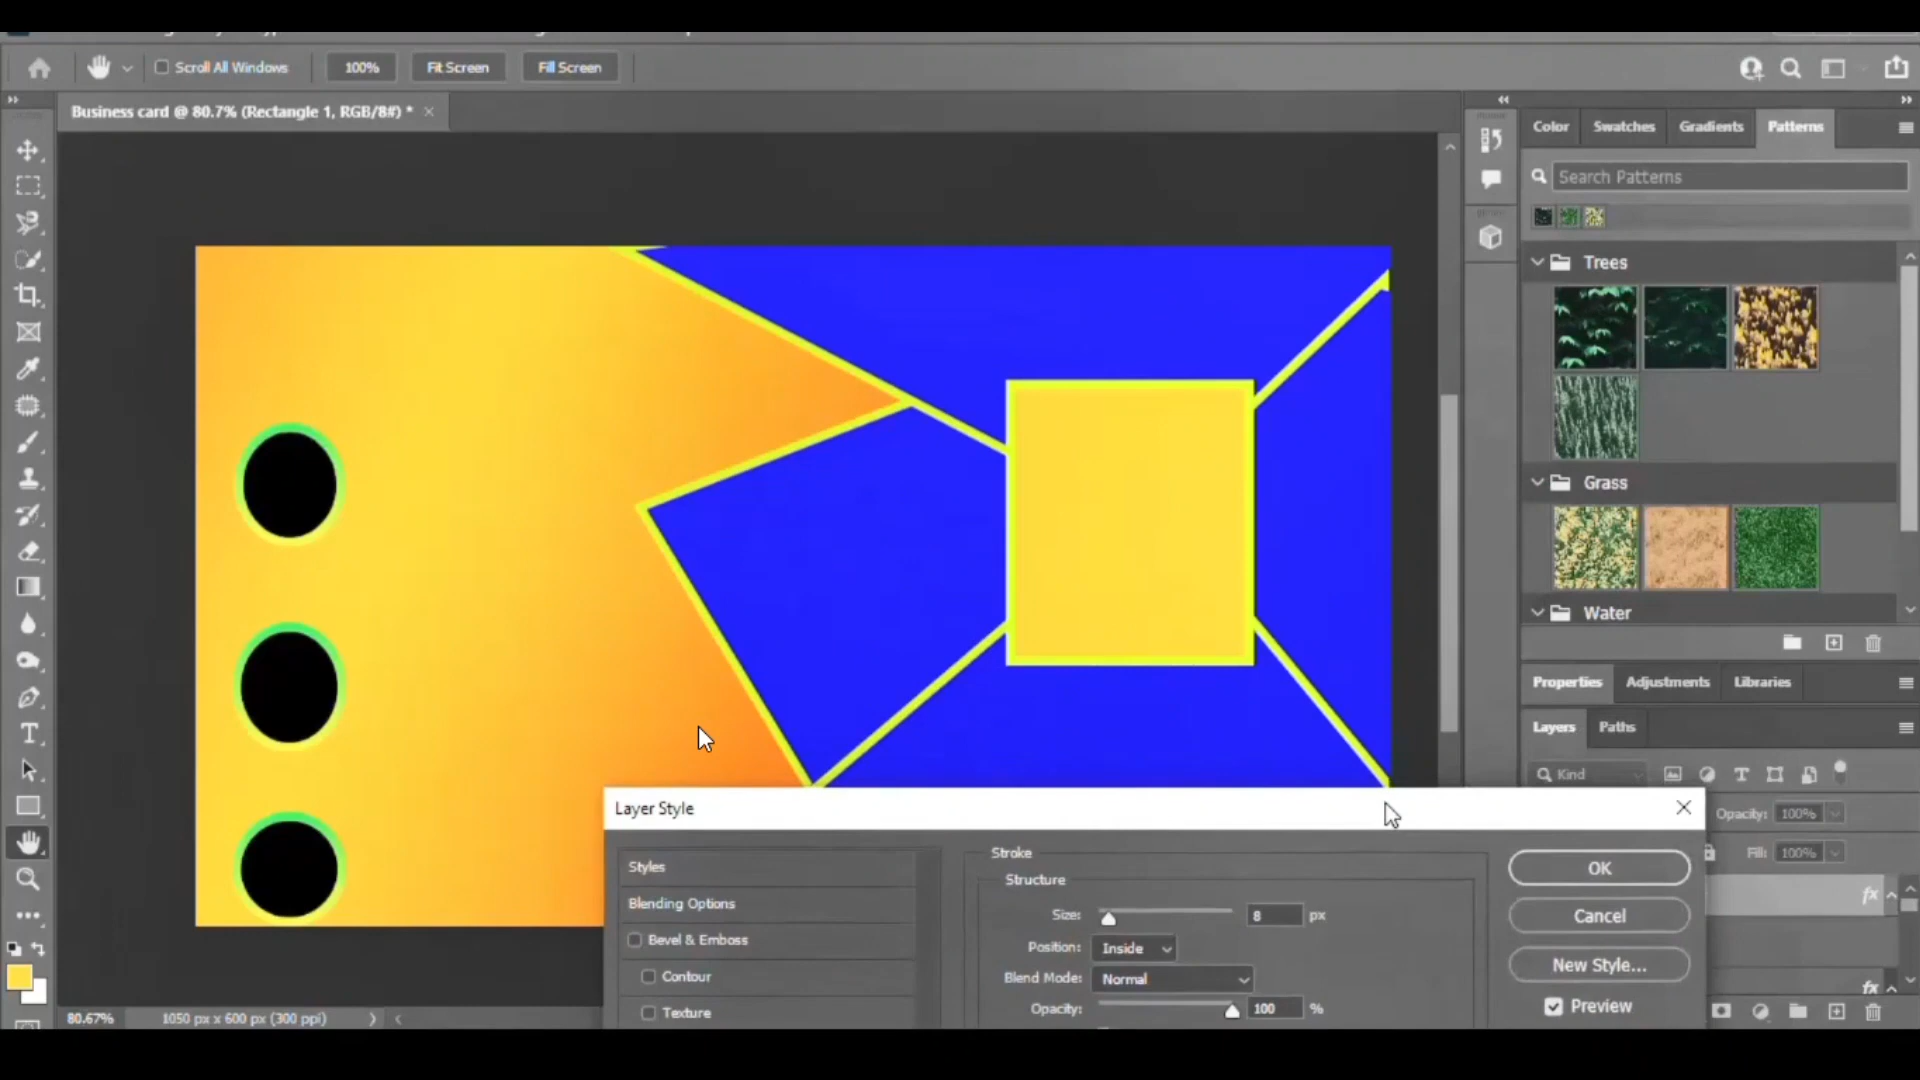 Scroll All Windows 100% Fit Screen Fill Screen
Business card @ 80.7% (Rectangle 1, RGB/8#) * ×
Color Swatches Gradients Patterns
Search Patterns
Trees
Grass
Water
Properties Adjustments Libraries
Layers Paths
Kind
Opacity: 100%
Fill: 100%
fx
fx
Layer Style
Styles
Blending Options
Bevel & Emboss
Contour
Texture
Stroke
Structure
Size: 8 px
Position: Inside
Blend Mode: Normal
Opacity: 100 %
OK
Cancel
New Style...
Preview
80.67% 1050 px x 600 px (300 ppi)